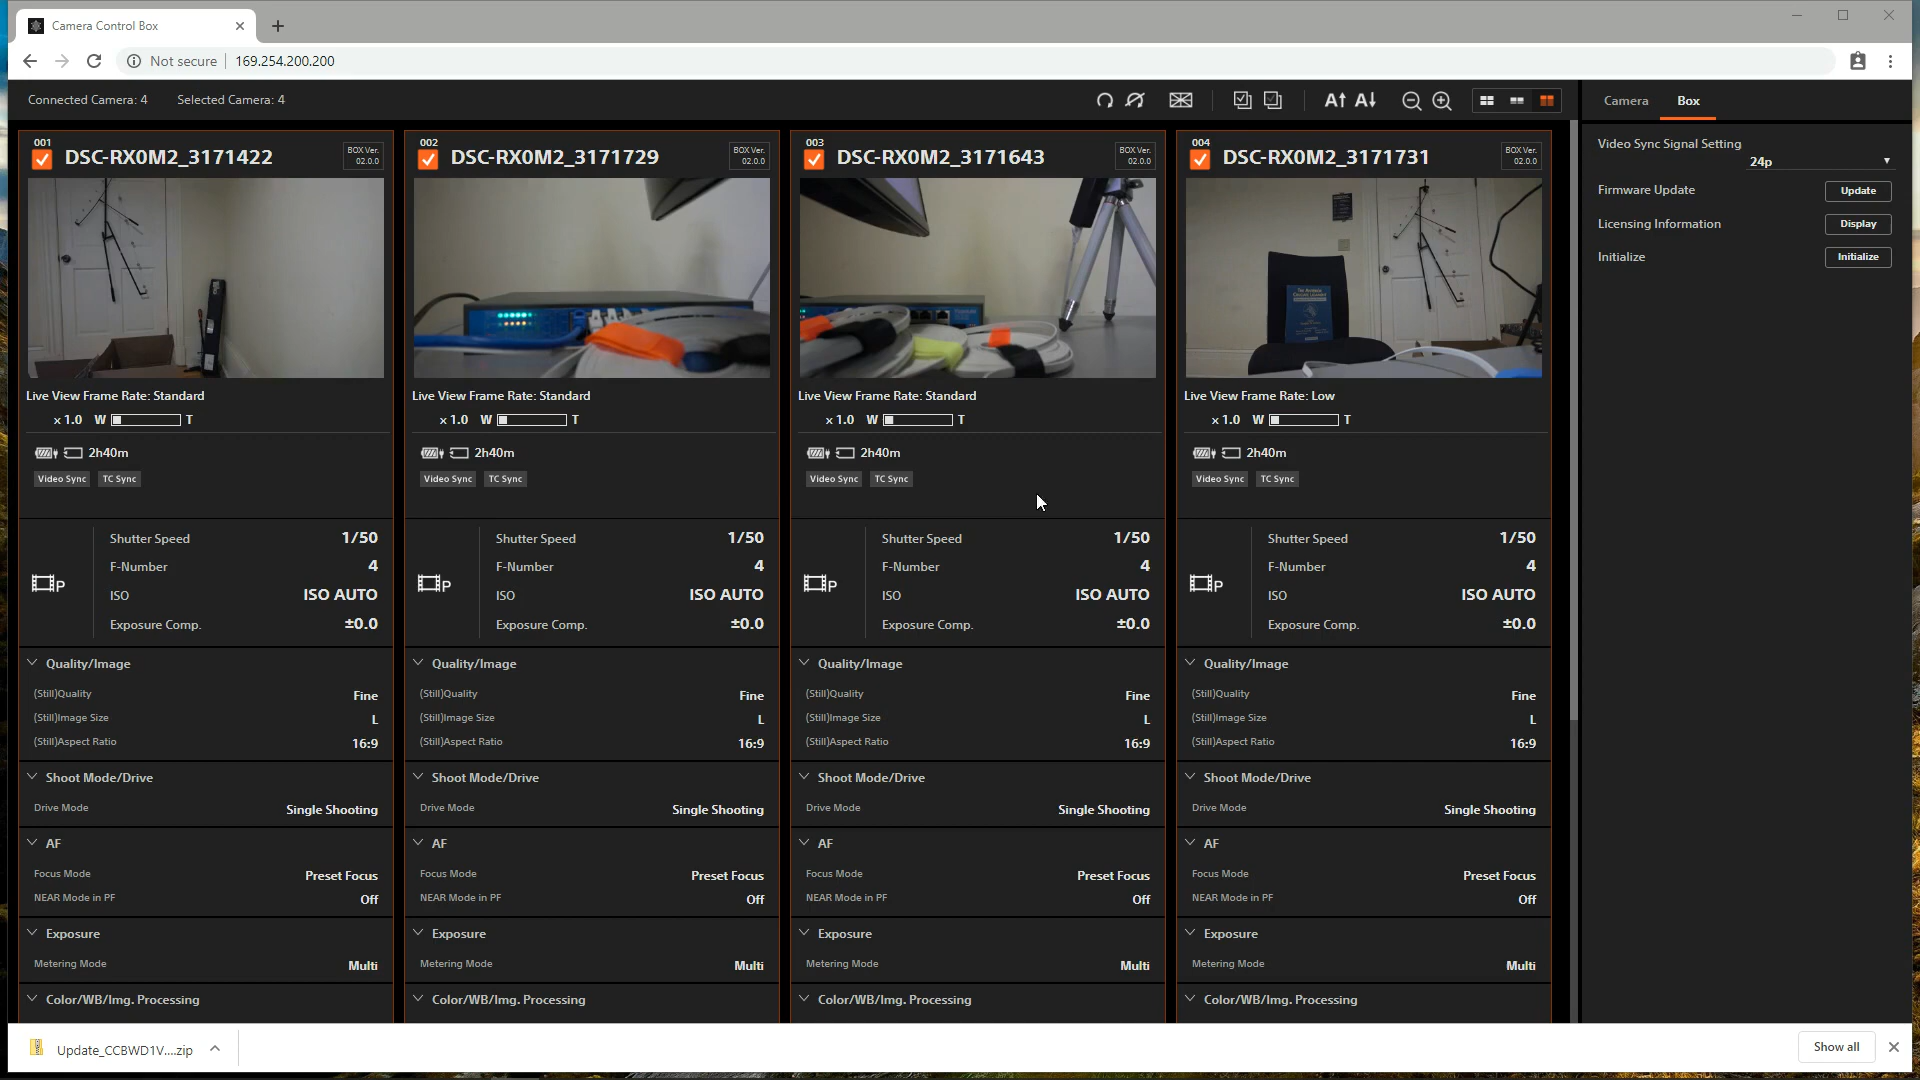 Camera Control Box
Not secure 169.254.200.200
Connected Camera: 4 Selected Camera: 4
Camera Box
Video Sync Signal Setting
24p
Firmware Update Update
Licensing Information Display
Initialize Initialize
001
DSC-RX0M2_3171422
BOX Ver.
02.0.0
Live View Frame Rate: Standard
x 1.0 W T
2h40m
Video Sync TC Sync
P
Shutter Speed 1/50
F-Number 4
ISO ISO AUTO
Exposure Comp. ±0.0
Quality/Image
(Still)Quality Fine
(Still)Image Size L
(Still)Aspect Ratio 16:9
Shoot Mode/Drive
Drive Mode Single Shooting
AF
Focus Mode Preset Focus
NEAR Mode in PF Off
Exposure
Metering Mode Multi
Color/WB/Img. Processing
002
DSC-RX0M2_3171729
BOX Ver.
02.0.0
Live View Frame Rate: Standard
x 1.0 W T
2h40m
Video Sync TC Sync
P
Shutter Speed 1/50
F-Number 4
ISO ISO AUTO
Exposure Comp. ±0.0
Quality/Image
(Still)Quality Fine
(Still)Image Size L
(Still)Aspect Ratio 16:9
Shoot Mode/Drive
Drive Mode Single Shooting
AF
Focus Mode Preset Focus
NEAR Mode in PF Off
Exposure
Metering Mode Multi
Color/WB/Img. Processing
003
DSC-RX0M2_3171643
BOX Ver.
02.0.0
Live View Frame Rate: Standard
x 1.0 W T
2h40m
Video Sync TC Sync
P
Shutter Speed 1/50
F-Number 4
ISO ISO AUTO
Exposure Comp. ±0.0
Quality/Image
(Still)Quality Fine
(Still)Image Size L
(Still)Aspect Ratio 16:9
Shoot Mode/Drive
Drive Mode Single Shooting
AF
Focus Mode Preset Focus
NEAR Mode in PF Off
Exposure
Metering Mode Multi
Color/WB/Img. Processing
004
DSC-RX0M2_3171731
BOX Ver.
02.0.0
Live View Frame Rate: Low
x 1.0 W T
2h40m
Video Sync TC Sync
P
Shutter Speed 1/50
F-Number 4
ISO ISO AUTO
Exposure Comp. ±0.0
Quality/Image
(Still)Quality Fine
(Still)Image Size L
(Still)Aspect Ratio 16:9
Shoot Mode/Drive
Drive Mode Single Shooting
AF
Focus Mode Preset Focus
NEAR Mode in PF Off
Exposure
Metering Mode Multi
Color/WB/Img. Processing
Update_CCBWD1V....zip
Show all